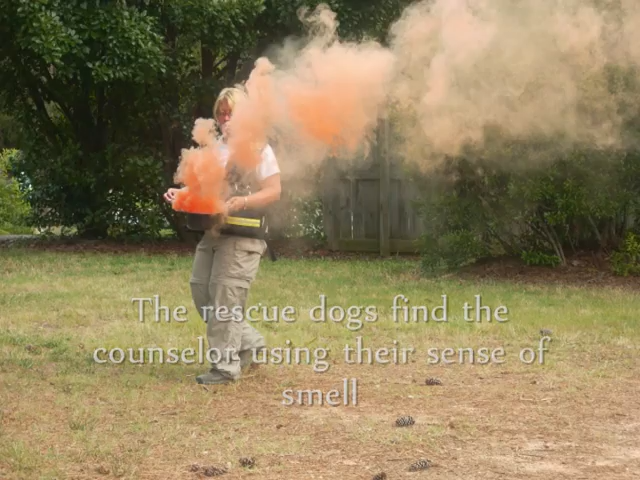 The rescue dogs find the
counselor using their sense of
smell